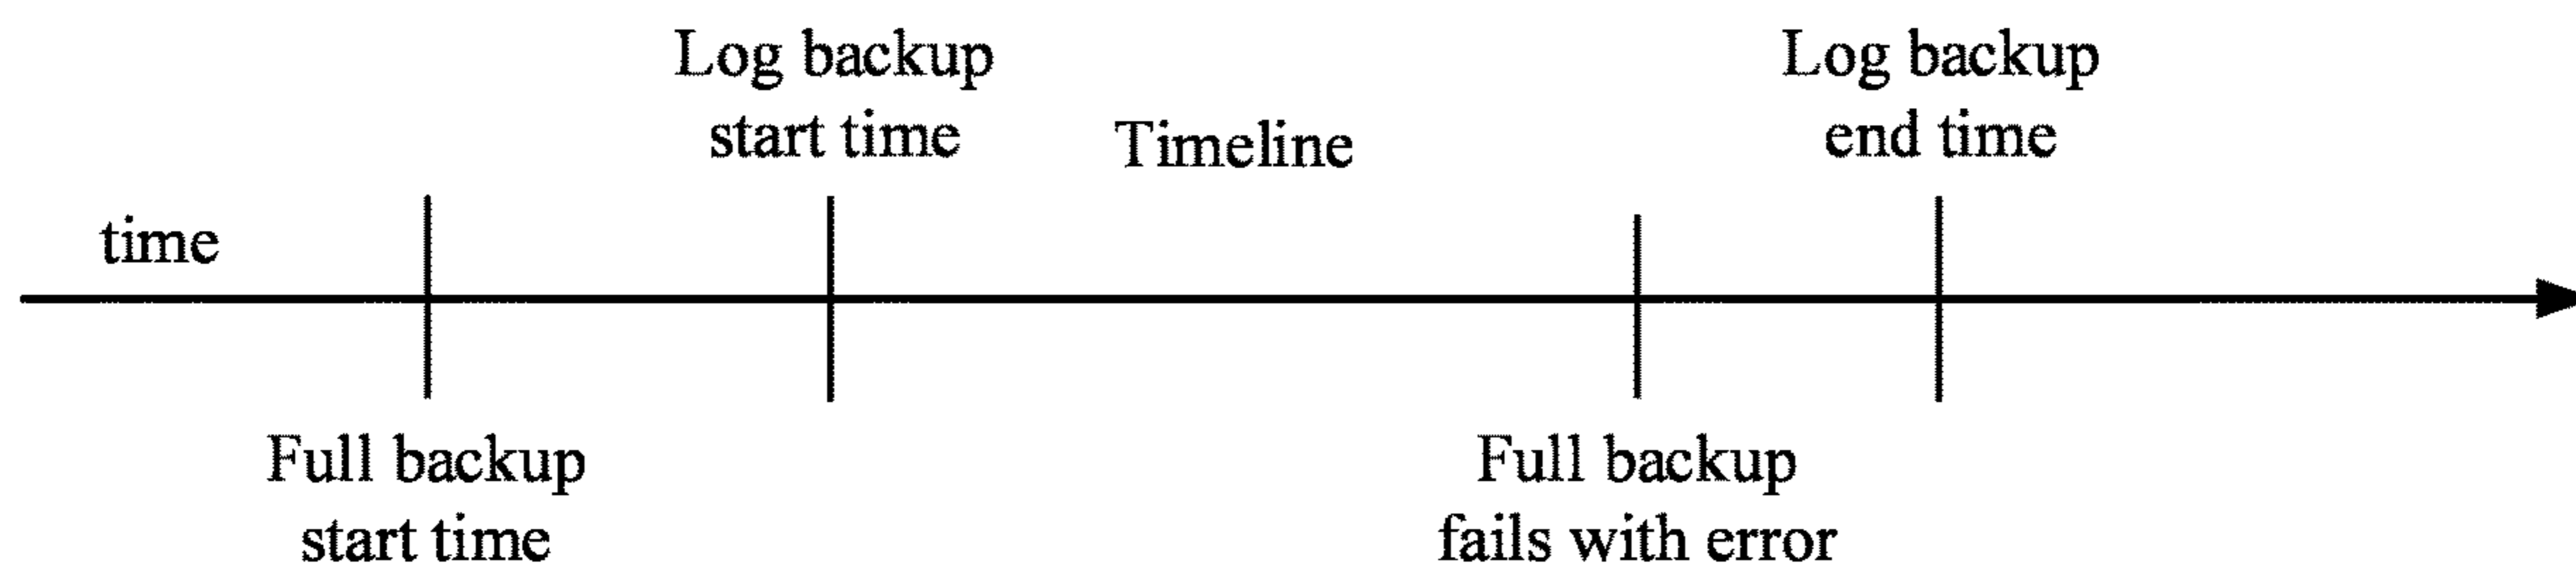 Log backup
start time
Timeline
Log backup
end time
time
Full backup
start time
Full backup
fails with error